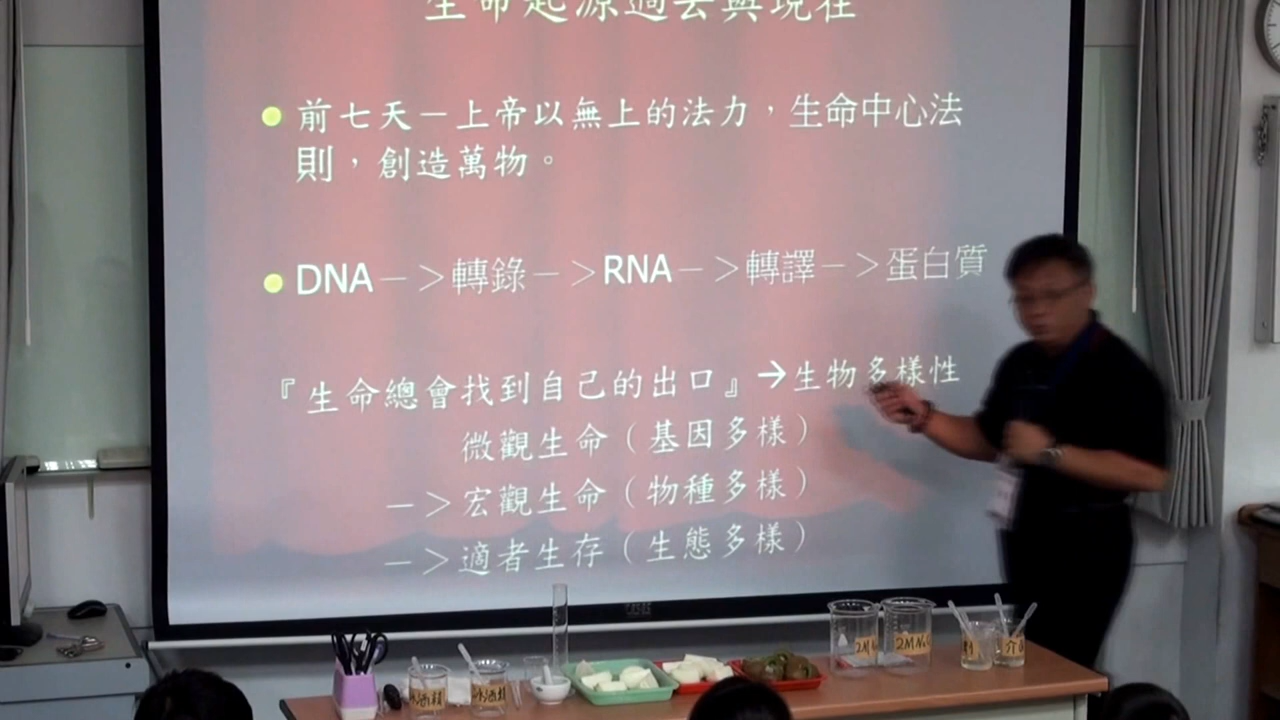 生命起源過去與現在
前七天－上帝以無上的法力，生命中心法
則，創造萬物。
DNA－＞轉錄－＞RNA－＞轉譯－＞蛋白質
『生命總會找到自己的出口』→生物多樣性
微觀生命（基因多樣）
－＞宏觀生命（物種多樣）
－＞適者生存（生態多樣）